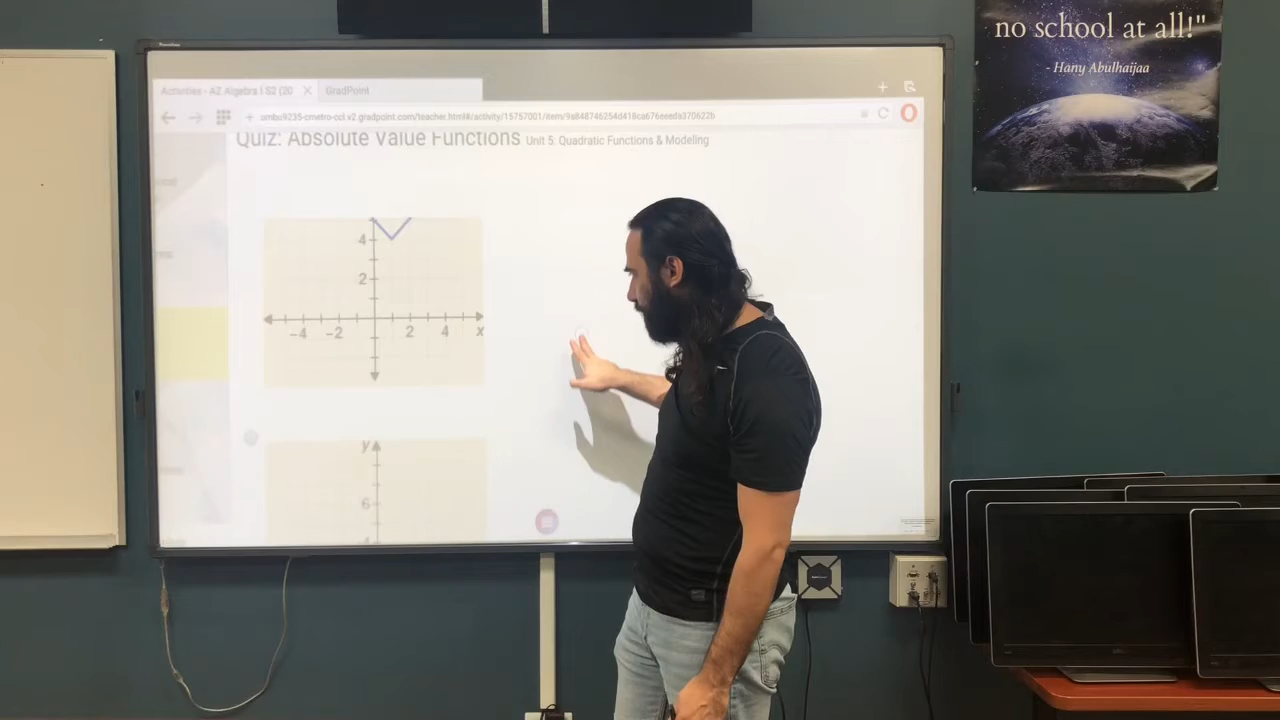 no school at all!"
- Hany Abulhaijaa
Activities - AZ Algebra I S2 (20
GradPoint
Quiz: Absolute Value Functions Unit 5: Quadratic Functions & Modeling
4
2
-4 -2 2 4 x
y
6